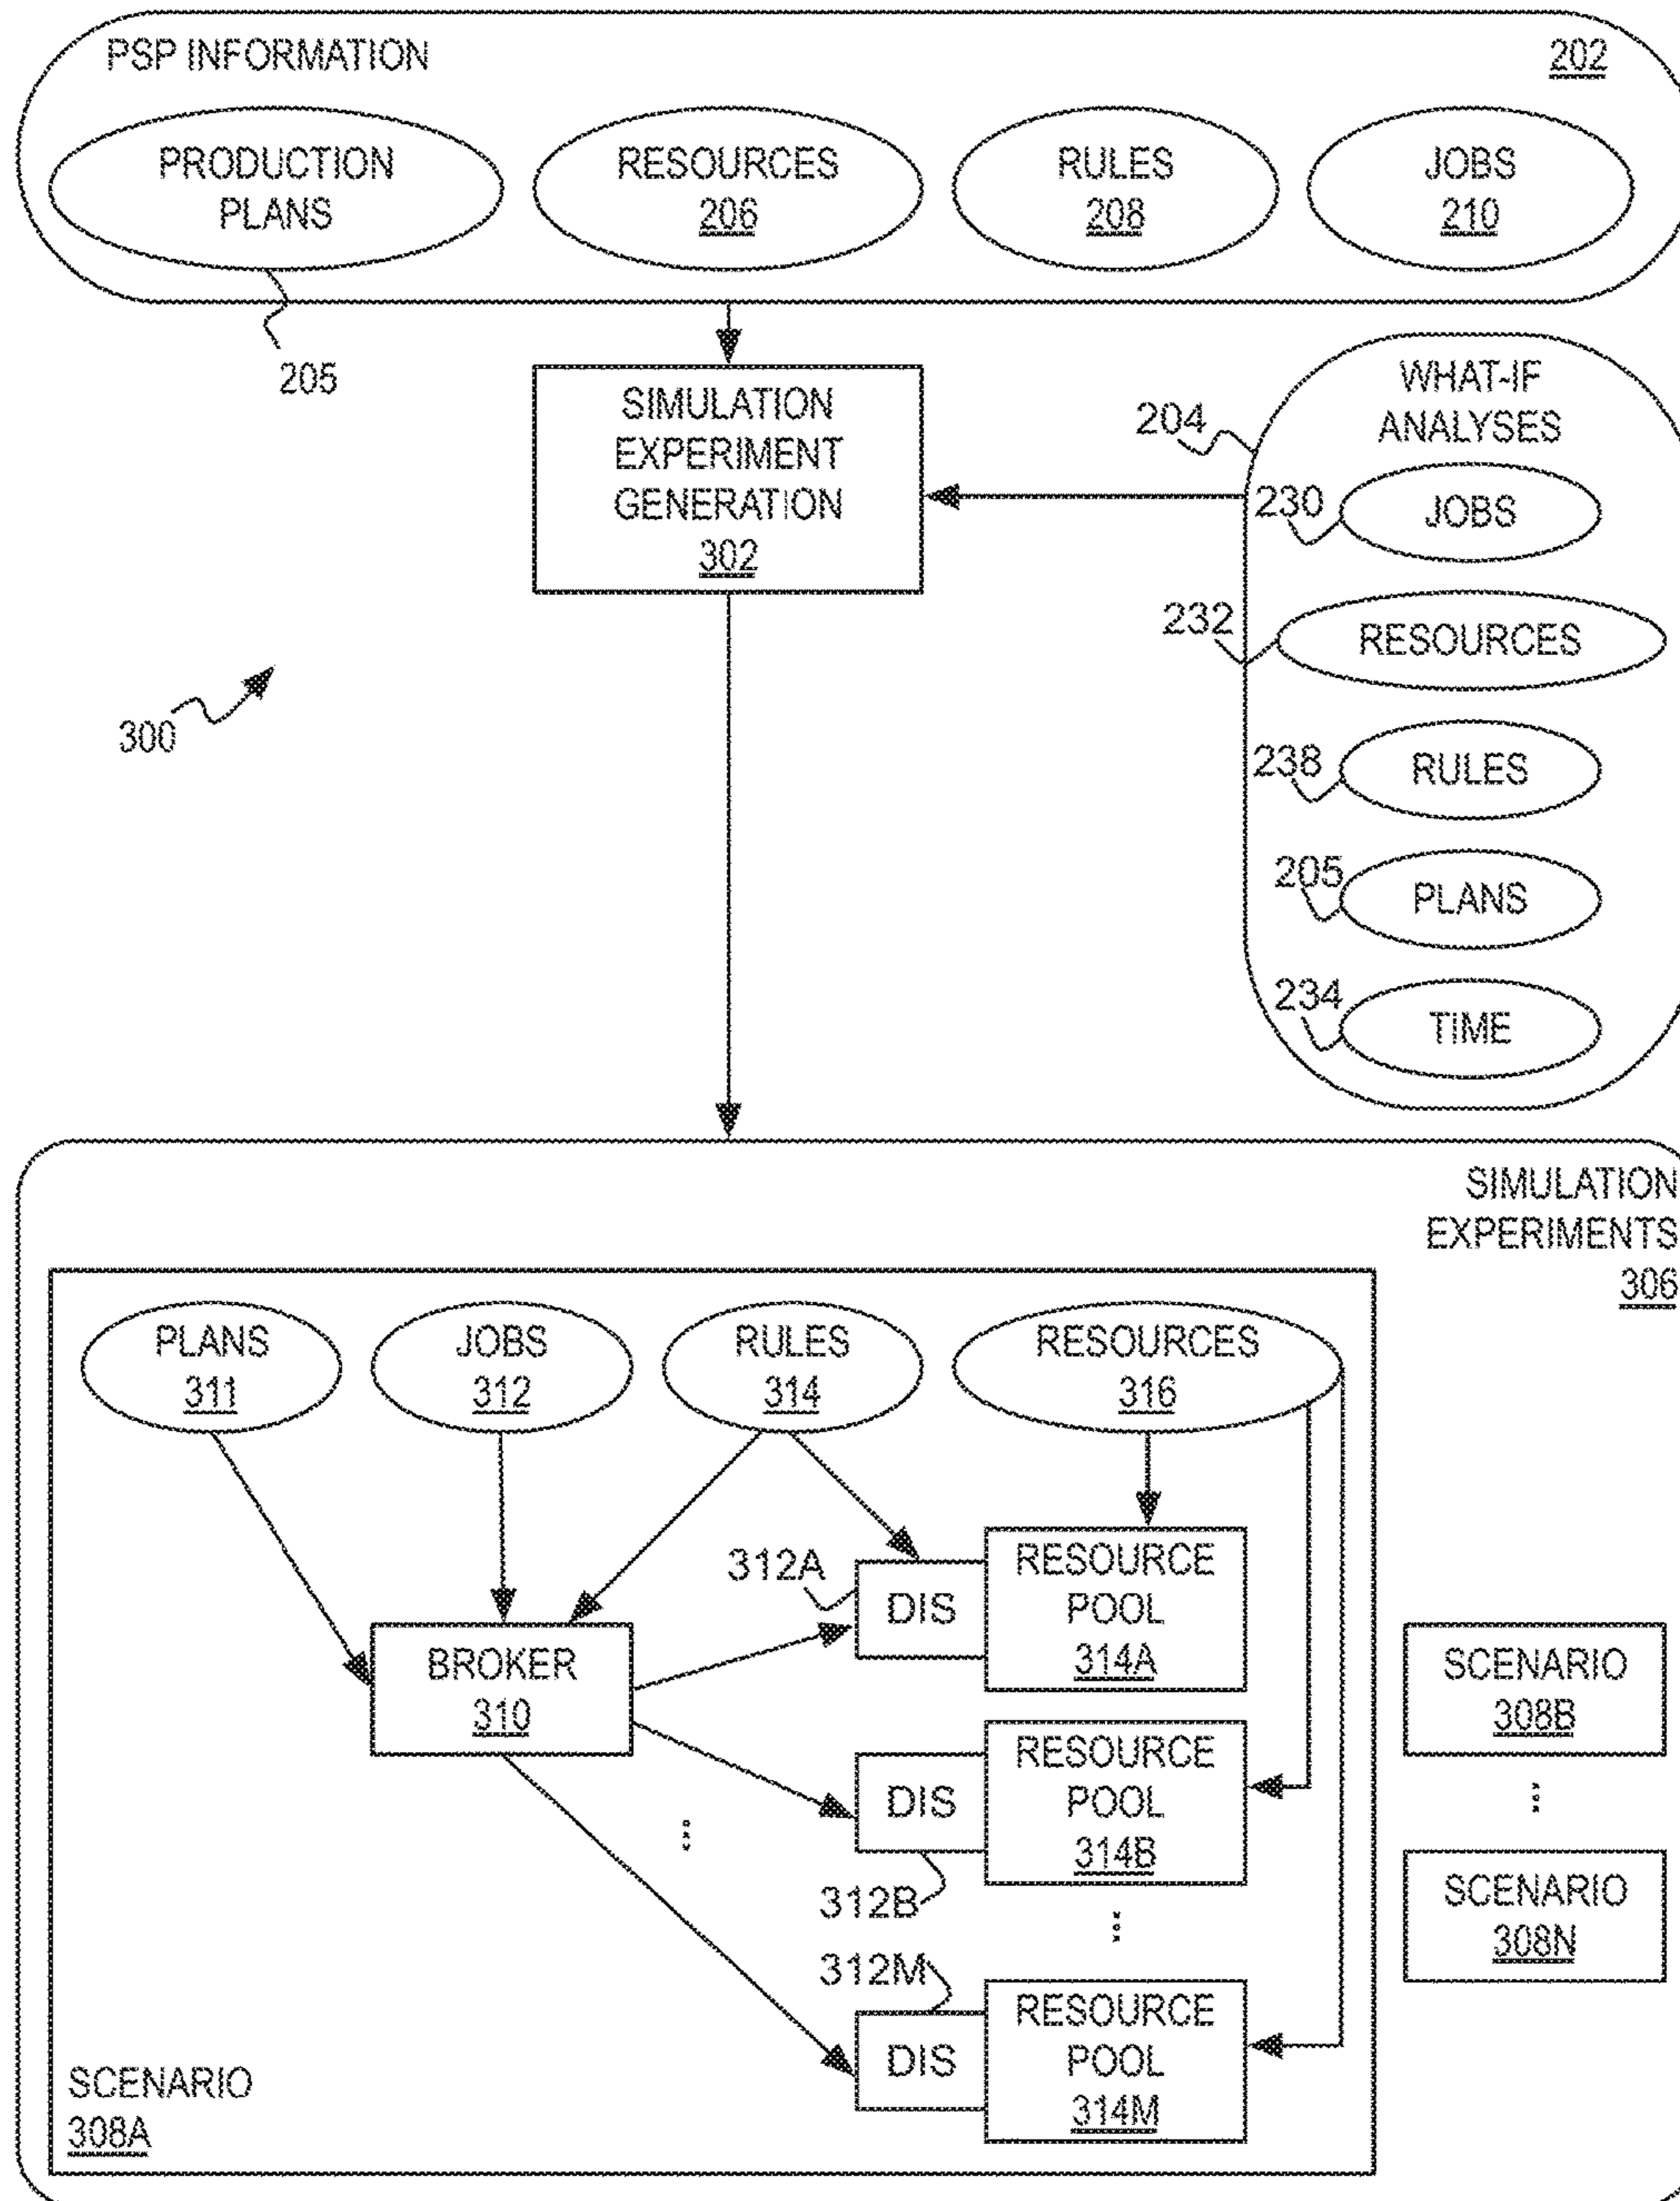 PSP INFORMATION
202
PRODUCTION
PLANS
RESOURCES
206
RULES
208
JOBS
210
205
SIMULATION
EXPERIMENT
GENERATION
302
WHAT-IF
ANALYSES
204
230
JOBS
232
RESOURCES
300
238
RULES
205
PLANS
234
TIME
SIMULATION
EXPERIMENTS
306
PLANS
311
JOBS
312
RULES
314
RESOURCES
316
312A
DIS
RESOURCE
POOL
314A
BROKER
310
SCENARIO
308B
DIS
RESOURCE
POOL
314B
⋮
⋮
312B
SCENARIO
308N
⋮
312M
DIS
RESOURCE
POOL
314M
SCENARIO
308A